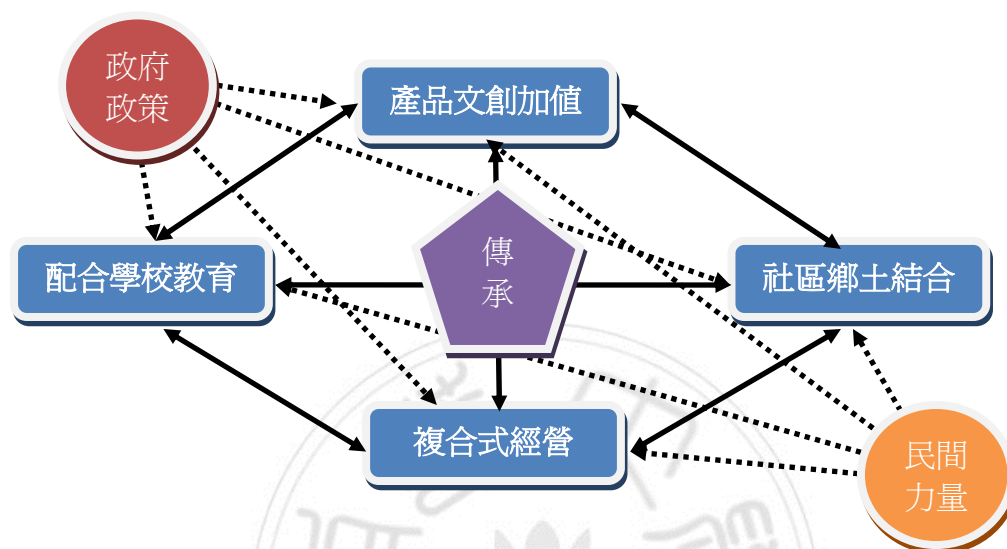 政府
政策
產品文創加值
傳
承
配合學校教育
社區鄉土結合
複合式經營
民間
力量